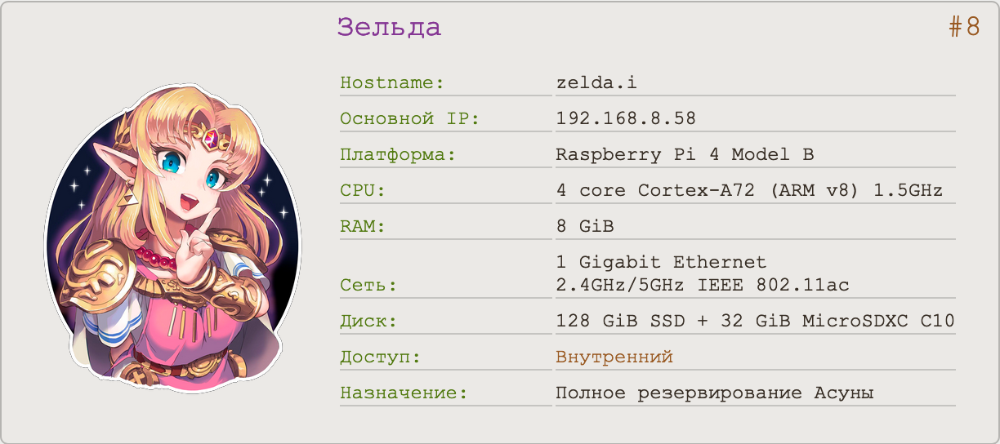 Зельда #8
Hostname: zelda.i
Основной IP: 192.168.8.58
Платформа: Raspberry Pi 4 Model B
CPU: 4 core Cortex-A72 (ARM v8) 1.5GHz
RAM: 8 GiB
1 Gigabit Ethernet
Сеть: 2.4GHz/5GHz IEEE 802.11ac
Диск: 128 GiB SSD + 32 GiB MicroSDXC C10
Доступ: Внутренний
Назначение: Полное резервирование Асуны